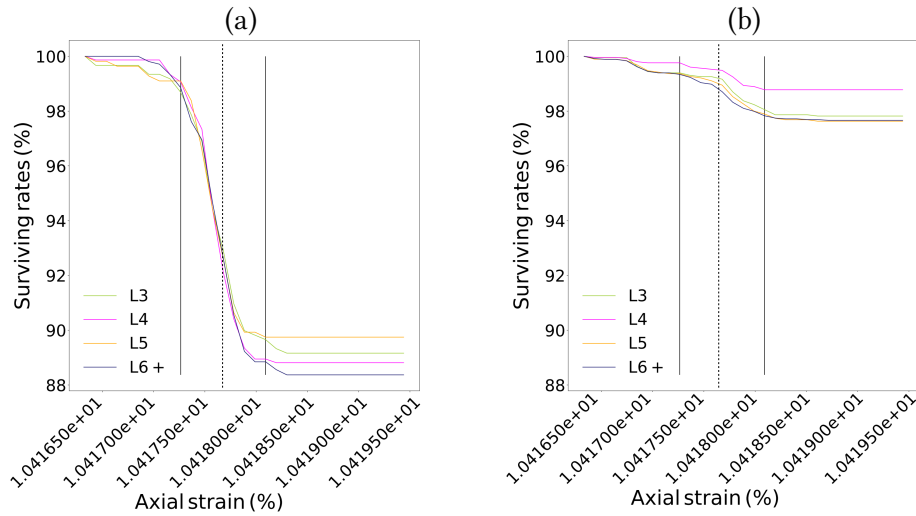 (a)
100
98
96
94
92
90
88
Surviving rates (%)
L3
L4
L5
L6 +
1.041650e+01
1.041700e+01
1.041750e+01
1.041800e+01
1.041850e+01
1.041900e+01
1.041950e+01
Axial strain (%)
(b)
100
98
96
94
92
90
88
Surviving rates (%)
L3
L4
L5
L6 +
1.041650e+01
1.041700e+01
1.041750e+01
1.041800e+01
1.041850e+01
1.041900e+01
1.041950e+01
Axial strain (%)